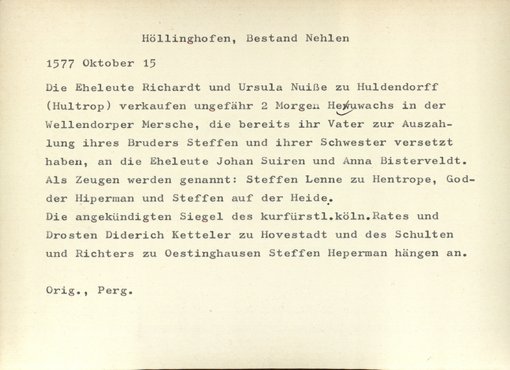 Höllinghofen, Bestand Nehlen
1577 Oktober 15
Die Eheleute Richardt und Ursula Nuiße zu Huldendorff
(Hultrop) verkaufen ungefähr 2 Morgen Heuwachs in der
Wellendorper Mersche, die bereits ihr Vater zur Auszah-
lung ihres Bruders Steffen und ihrer Schwester versetzt
haben, an die Eheleute Johan Suiren und Anna Bisterveldt.
Als Zeugen werden genannt: Steffen Lenne zu Hentrope, God-
der Hiperman und Steffen auf der Heide.
Die angekündigten Siegel des kurfürstl.köln.Rates und
Drosten Diderich Ketteler zu Hovestadt und des Schulten
und Richters zu Oestinghausen Steffen Heperman hängen an.
Orig., Perg.